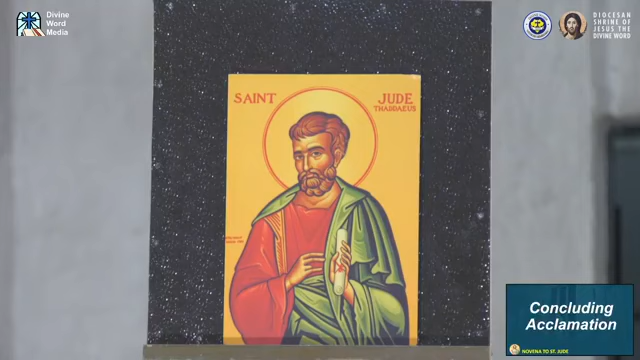 Divine
Word
Media
DIOCESAN
SHRINE OF
JESUS THE
DIVINE WORD
SAINT JUDE
THADDAEUS
Concluding
Acclamation
NOVENA TO ST. JUDE